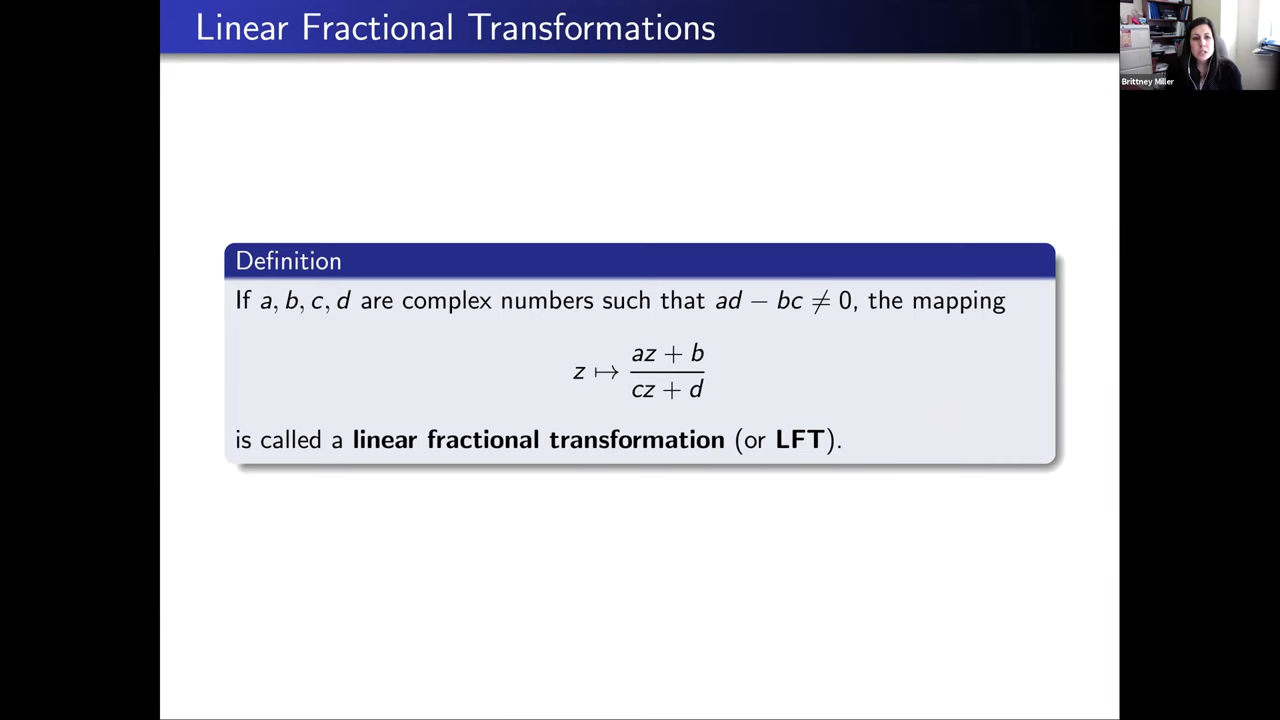 Linear Fractional Transformations
Brittney Miller
Definition
If a, b, c, d are complex numbers such that ad − bc ≠ 0, the mapping
z ↦ (az + b)/(cz + d)
is called a linear fractional transformation (or LFT).